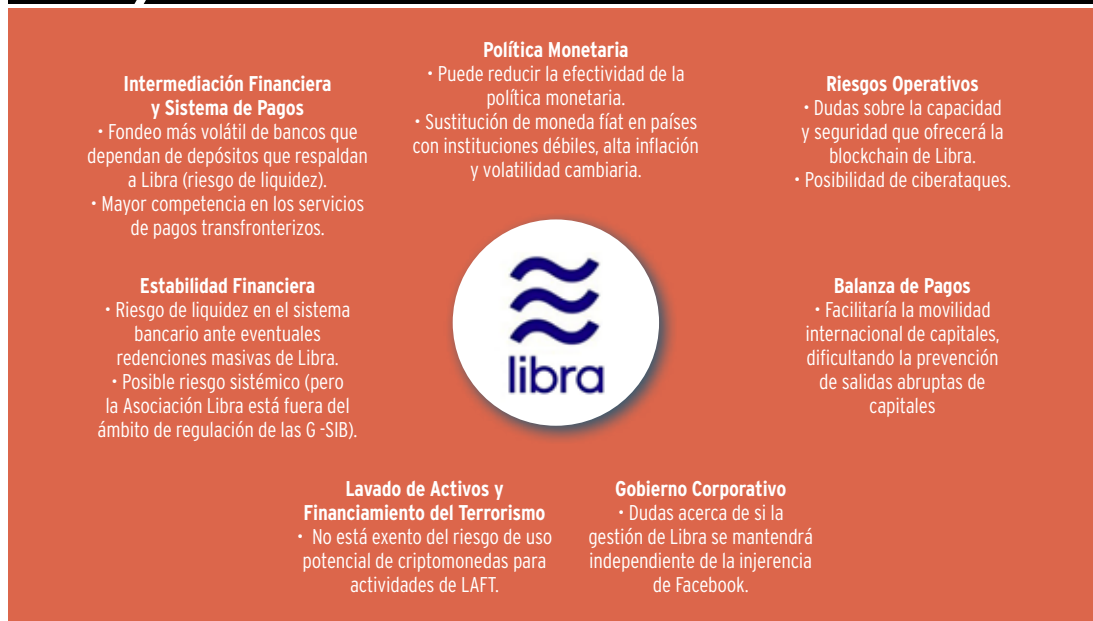 Política Monetaria
• Puede reducir la efectividad de la
política monetaria.
• Sustitución de moneda fíat en países
con instituciones débiles, alta inflación
y volatilidad cambiaria.
Intermediación Financiera
y Sistema de Pagos
• Fondeo más volátil de bancos que
dependan de depósitos que respaldan
a Libra (riesgo de liquidez).
• Mayor competencia en los servicios
de pagos transfronterizos.
Riesgos Operativos
• Dudas sobre la capacidad
y seguridad que ofrecerá la
blockchain de Libra.
• Posibilidad de ciberataques.
Estabilidad Financiera
• Riesgo de liquidez en el sistema
bancario ante eventuales
redenciones masivas de Libra.
• Posible riesgo sistémico (pero
la Asociación Libra está fuera del
ámbito de regulación de las G -SIB).
libra
Balanza de Pagos
• Facilitaría la movilidad
internacional de capitales,
dificultando la prevención
de salidas abruptas de
capitales
Lavado de Activos y
Financiamiento del Terrorismo
• No está exento del riesgo de uso
potencial de criptomonedas para
actividades de LAFT.
Gobierno Corporativo
• Dudas acerca de si la
gestión de Libra se mantendrá
independiente de la injerencia
de Facebook.